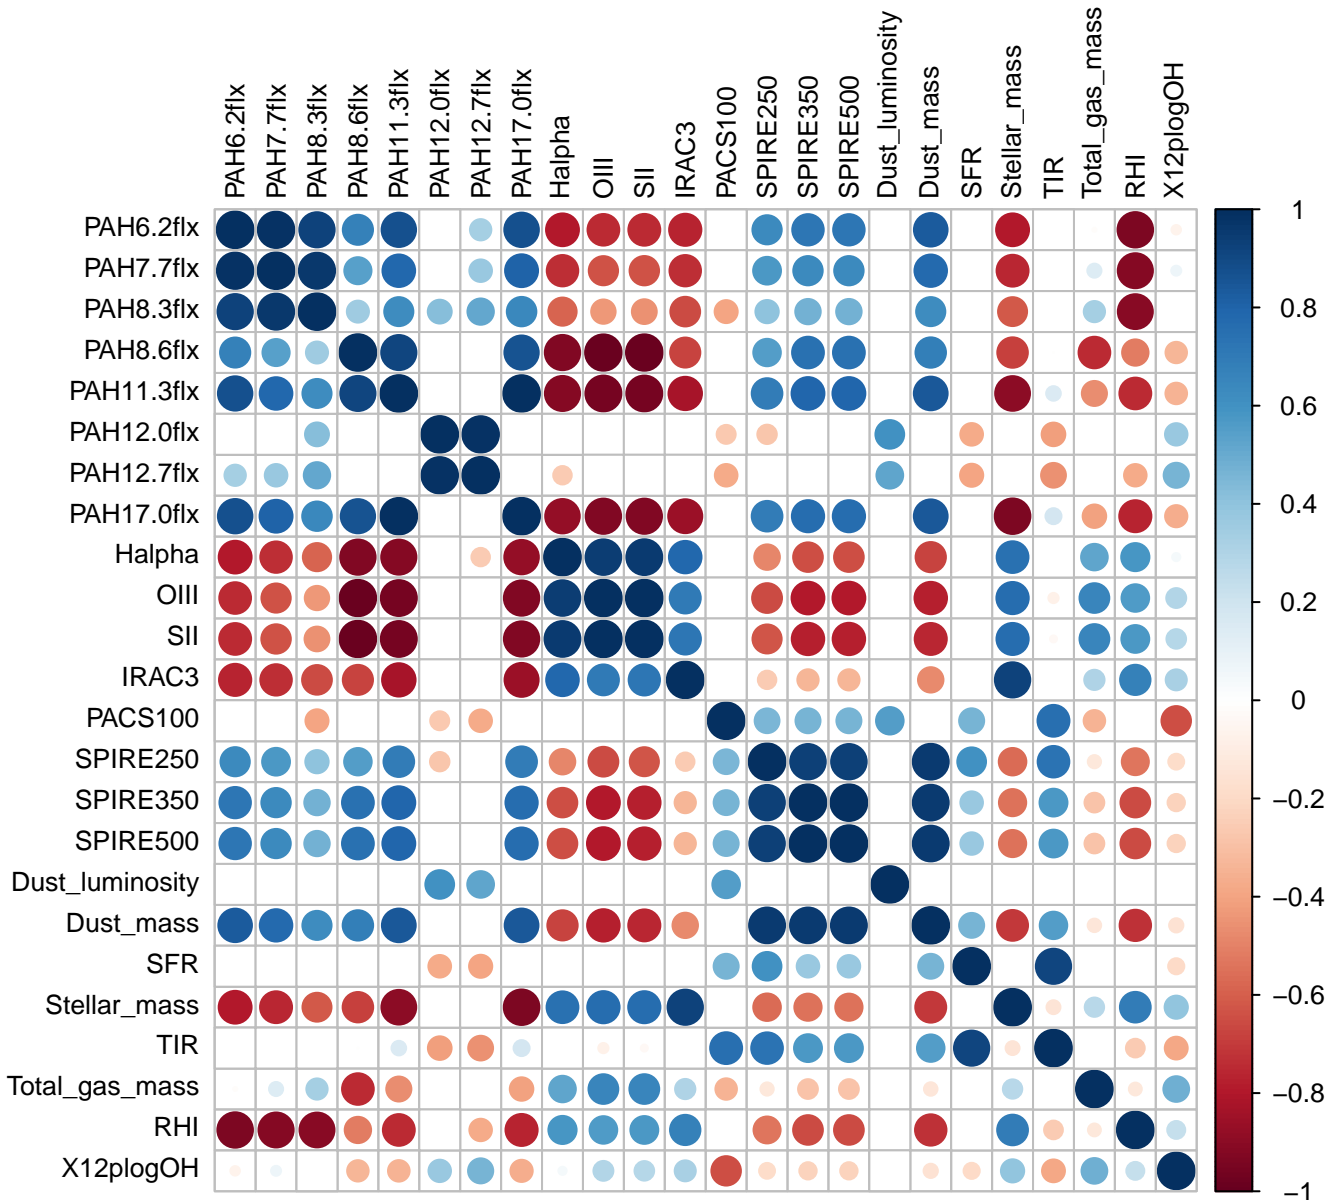 PAH6.2flx
PAH7.7flx
PAH8.3flx
PAH8.6flx
PAH11.3flx
PAH12.0flx
PAH12.7flx
PAH17.0flx
Halpha
OIII
SII
IRAC3
PACS100
SPIRE250
SPIRE350
SPIRE500
Dust_luminosity
Dust_mass
SFR
Stellar_mass
TIR
Total_gas_mass
RHI
X12plogOH
PAH6.2flx
PAH7.7flx
PAH8.3flx
PAH8.6flx
PAH11.3flx
PAH12.0flx
PAH12.7flx
PAH17.0flx
Halpha
OIII
SII
IRAC3
PACS100
SPIRE250
SPIRE350
SPIRE500
Dust_luminosity
Dust_mass
SFR
Stellar_mass
TIR
Total_gas_mass
RHI
X12plogOH
1
0.8
0.6
0.4
0.2
0
−0.2
−0.4
−0.6
−0.8
−1